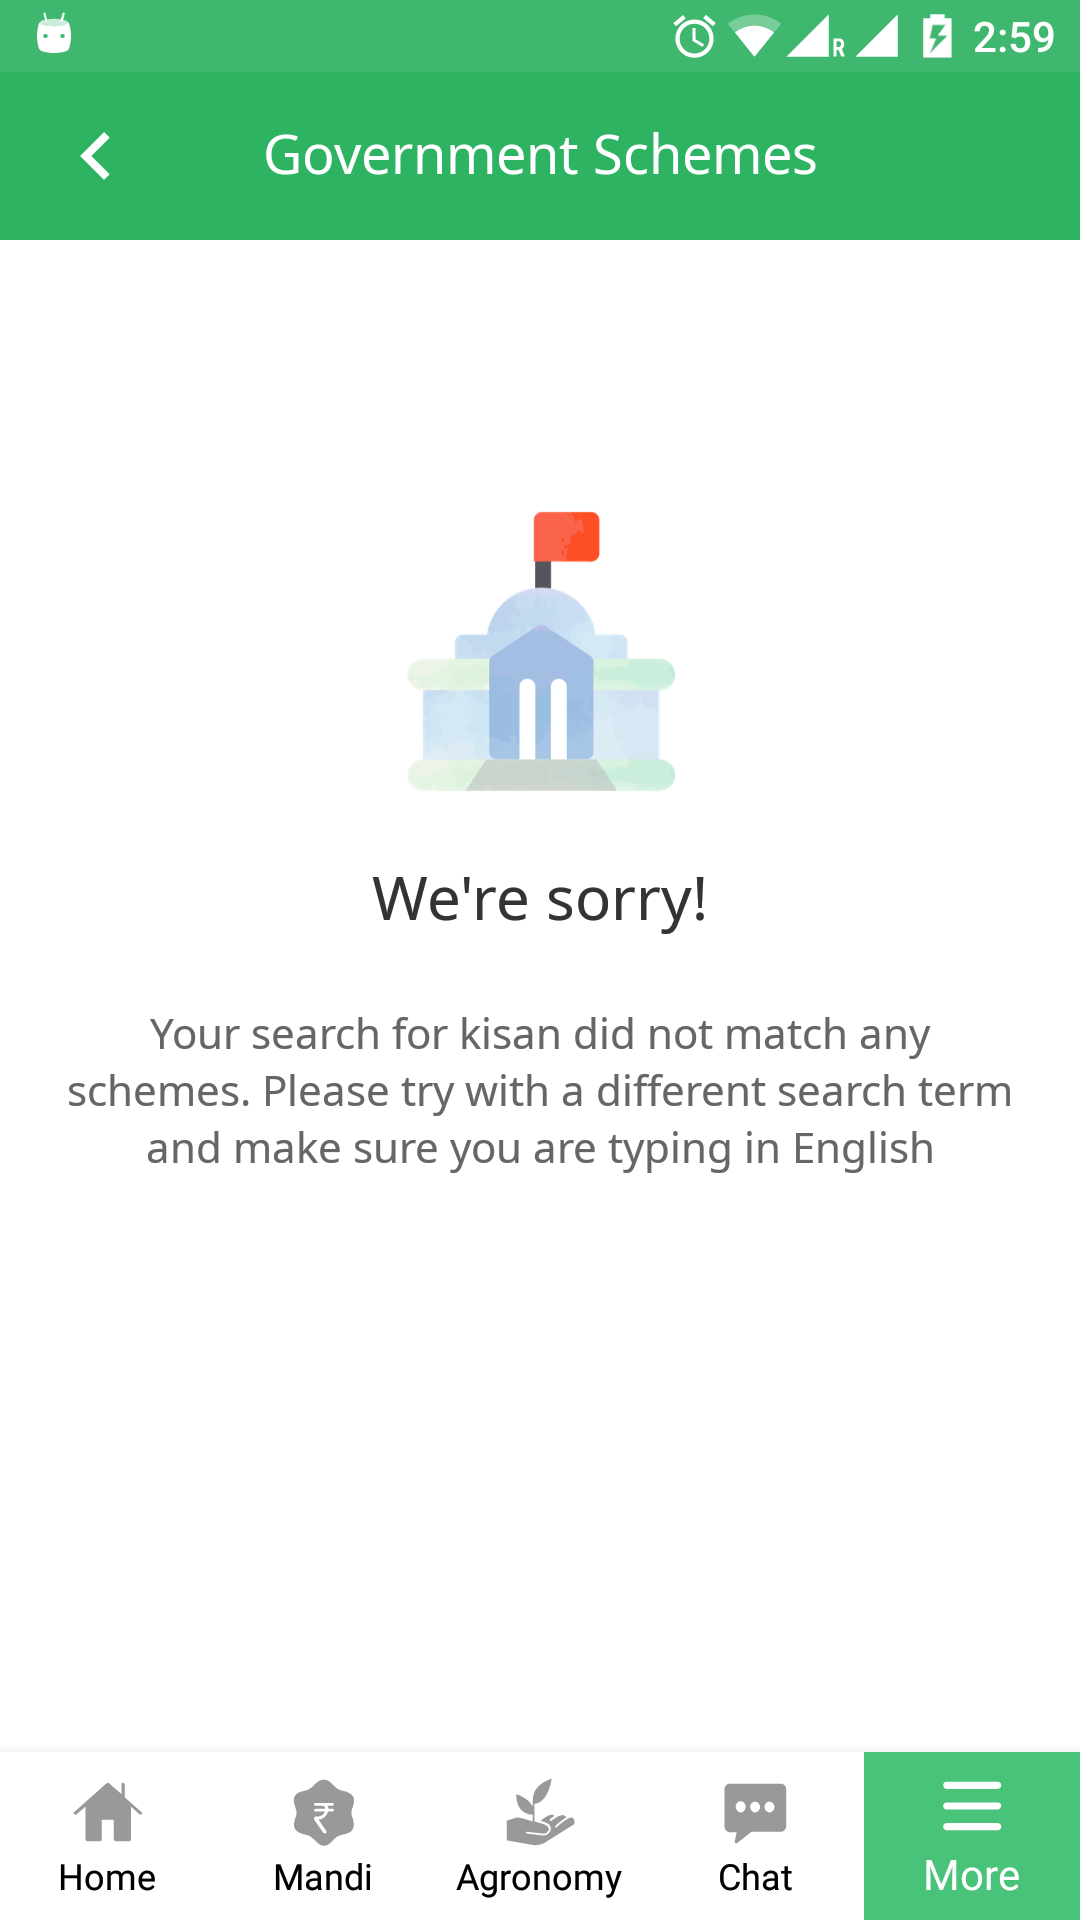 R 2:59
Government Schemes
We're sorry!
Your search for kisan did not match any
schemes. Please try with a different search term
and make sure you are typing in English
₹
Home Mandi Agronomy Chat More